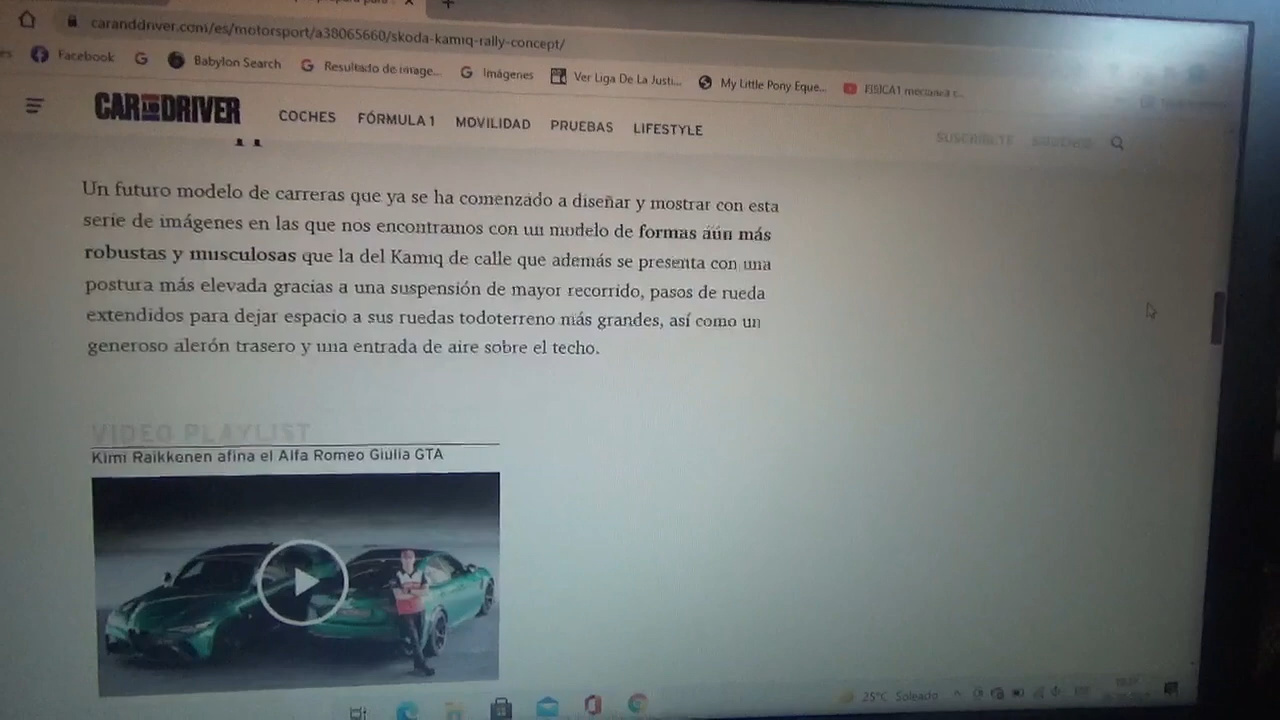 caranddriver.com/es/motorsport/a38065660/skoda-kamiq-rally-concept/
es Facebook Babylon Search Resultado de image... Imágenes Ver Liga De La Justi... My Little Pony Eque... FISICA1
CAR AND DRIVER COCHES FÓRMULA 1 MOVILIDAD PRUEBAS LIFESTYLE SUSCRÍBETE
Un futuro modelo de carreras que ya se ha comenzado a diseñar y mostrar con esta
serie de imágenes en las que nos encontramos con un modelo de formas aún más
robustas y musculosas que la del Kamiq de calle que además se presenta con una
postura más elevada gracias a una suspensión de mayor recorrido, pasos de rueda
extendidos para dejar espacio a sus ruedas todoterreno más grandes, así como un
generoso alerón trasero y una entrada de aire sobre el techo.
VIDEO PLAYLIST
Kimi Raikkonen afina el Alfa Romeo Giulia GTA
25°C Soleado